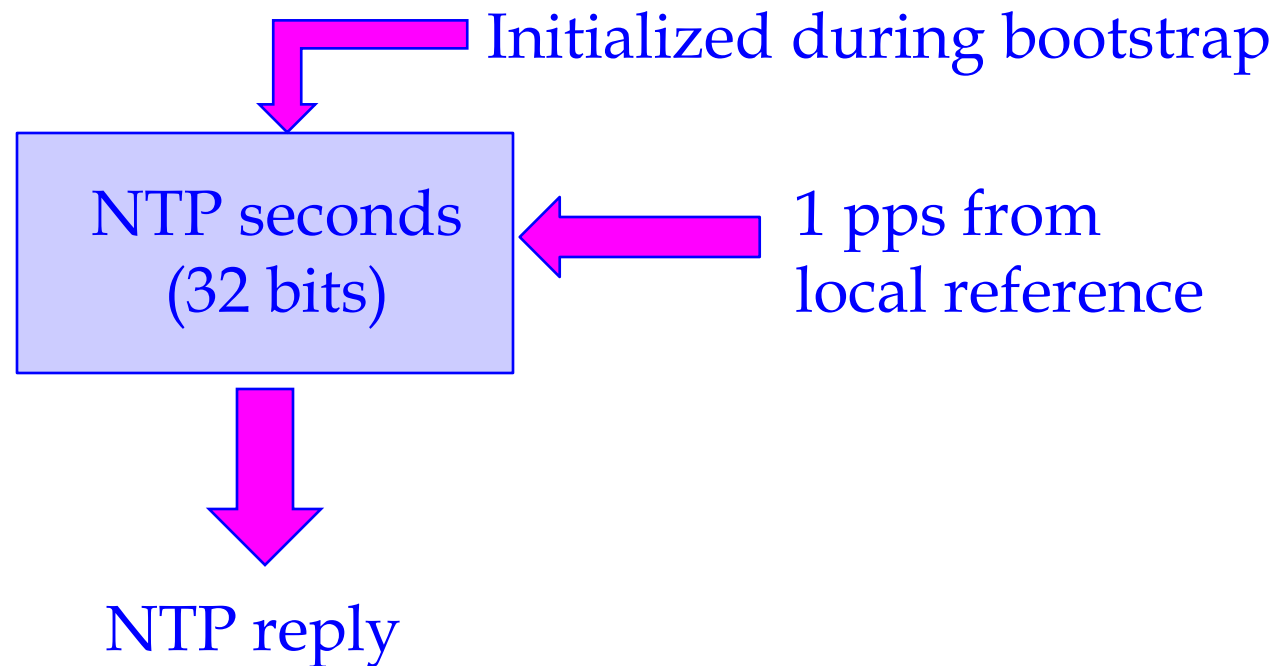 Initialized during bootstrap
NTP seconds
(32 bits)
1 pps from
local reference
NTP reply